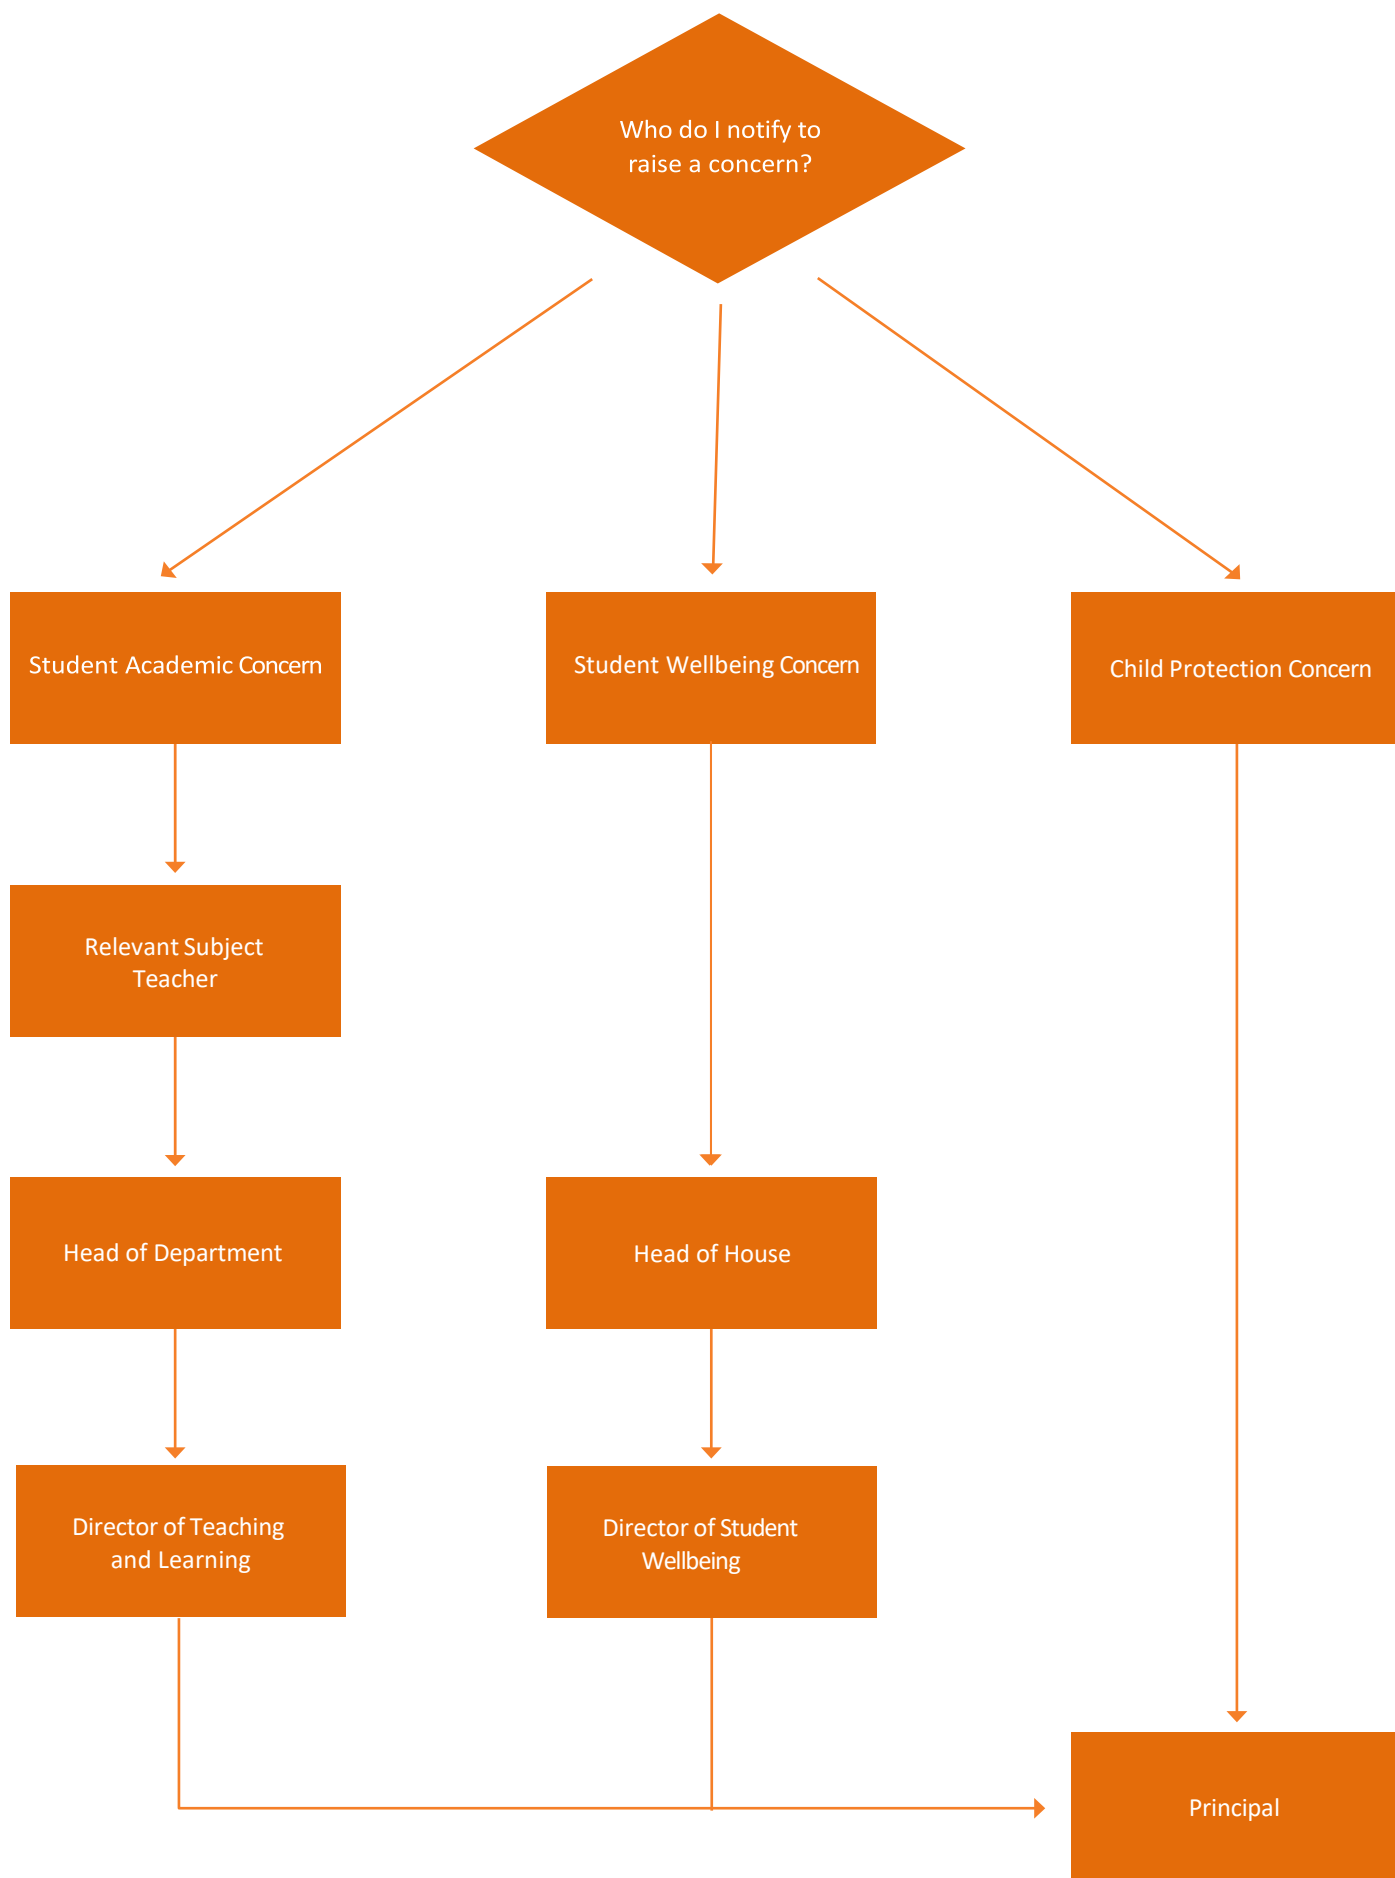 Who do I notify to
raise a concern?
Student Academic Concern
Student Wellbeing Concern
Child Protection Concern
Relevant Subject
Teacher
Head of Department
Head of House
Director of Teaching
and Learning
Director of Student
Wellbeing
Principal